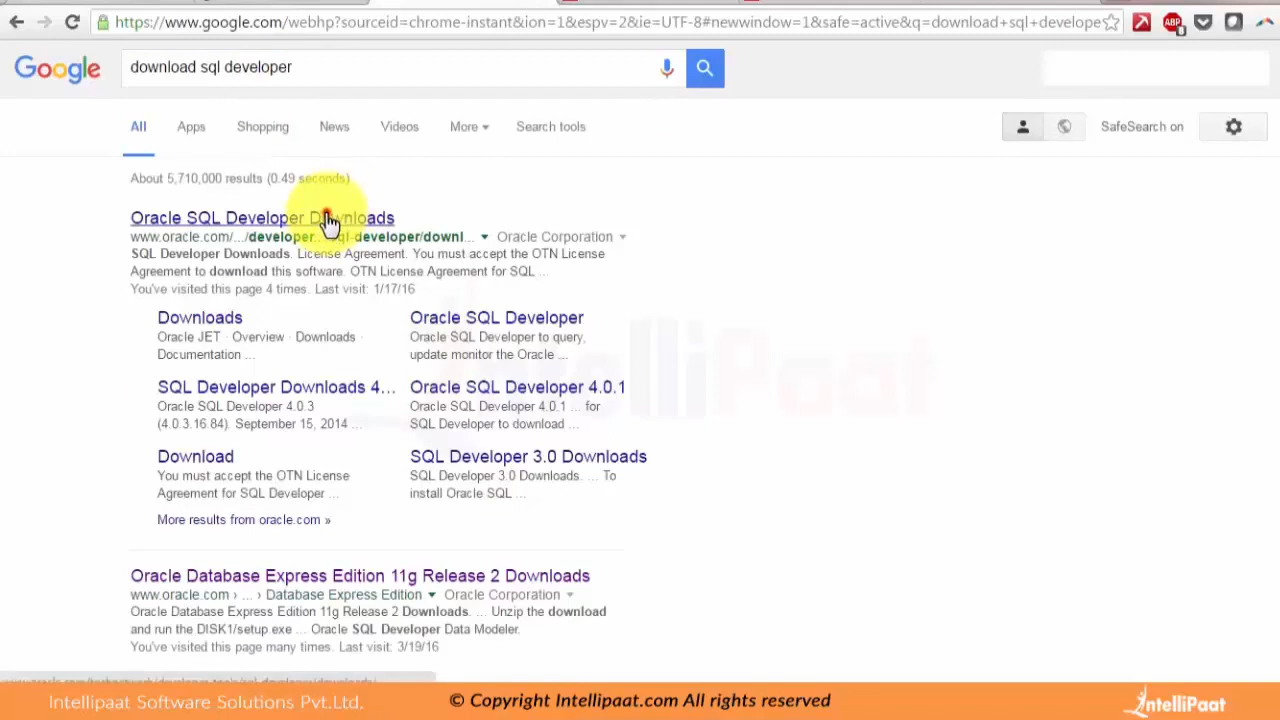 https://www.google.com/webhp?sourceid=chrome-instant&ion=1&espv=2&ie=UTF-8#newwindow=1&safe=active&q=download+sql+develope
ABP
Google
download sql developer
All Apps Shopping News Videos More Search tools SafeSearch on
About 5,710,000 results (0.49 seconds)
Oracle SQL Developer Downloads
www.oracle.com/.../developer... Oracle Corporation
SQL Developer Downloads. License Agreement. You must accept the OTN License
Agreement to download this software. OTN License Agreement for SQL ...
You've visited this page 4 times. Last visit: 1/17/16
Downloads
Oracle JET · Overview · Downloads ·
Documentation ...
Oracle SQL Developer
Oracle SQL Developer to query,
update monitor the Oracle ...
SQL Developer Downloads 4...
Oracle SQL Developer 4.0.3
(4.0.3.16.84). September 15, 2014 ...
Oracle SQL Developer 4.0.1
Oracle SQL Developer 4.0.1 ... for
SQL Developer to download ...
Download
You must accept the OTN License
Agreement for SQL Developer ...
SQL Developer 3.0 Downloads
SQL Developer 3.0 Downloads. ... To
install Oracle SQL ...
More results from oracle.com »
Oracle Database Express Edition 11g Release 2 Downloads
www.oracle.com › ... › Database Express Edition Oracle Corporation
Oracle Database Express Edition 11g Release 2 Downloads. ... Unzip the download
and run the DISK1/setup.exe ... Oracle SQL Developer Data Modeler.
You've visited this page many times. Last visit: 3/19/16
IntelliPaat
Intellipaat Software Solutions Pvt.Ltd.
© Copyright Intellipaat.com All rights reserved
IntelliPaat